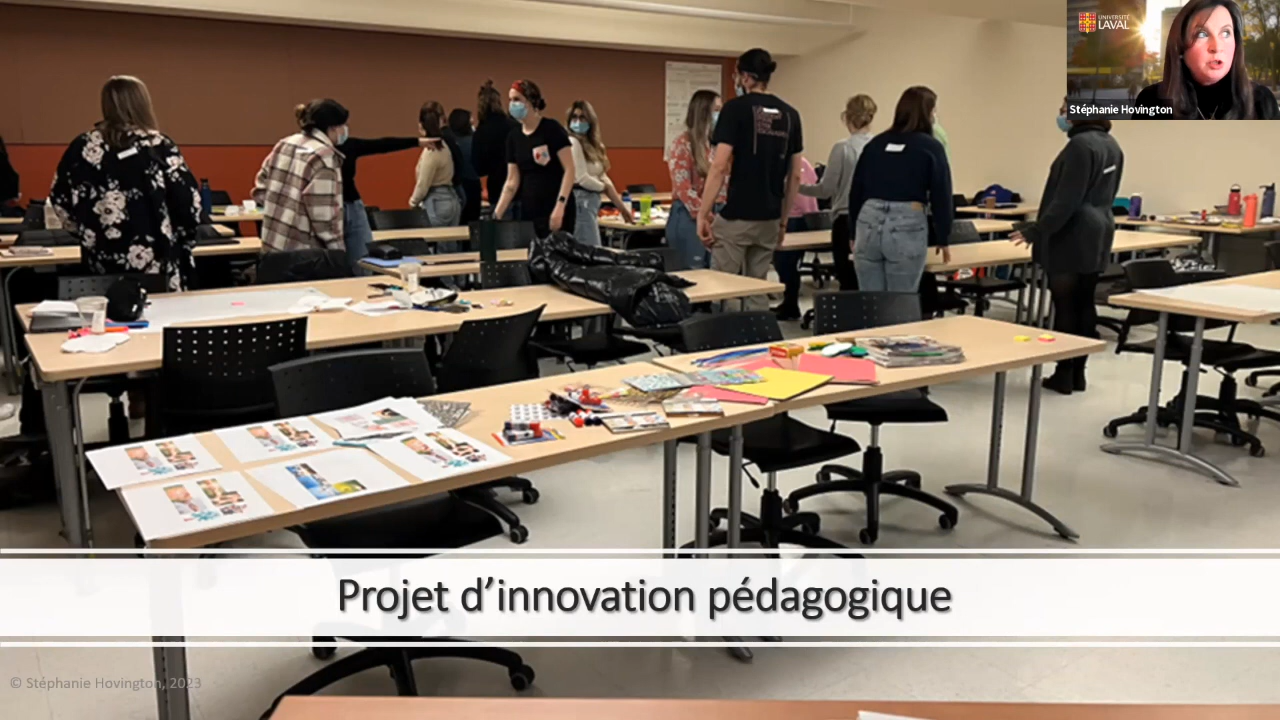 UNIVERSITÉ
LAVAL
Stéphanie Hovington
Projet d’innovation pédagogique
© Stéphanie Hovington, 2023